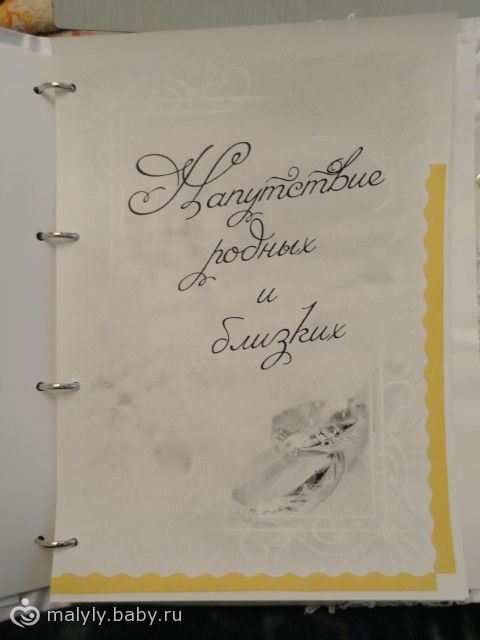 Напутствие
родных
и
близких
malyly.baby.ru